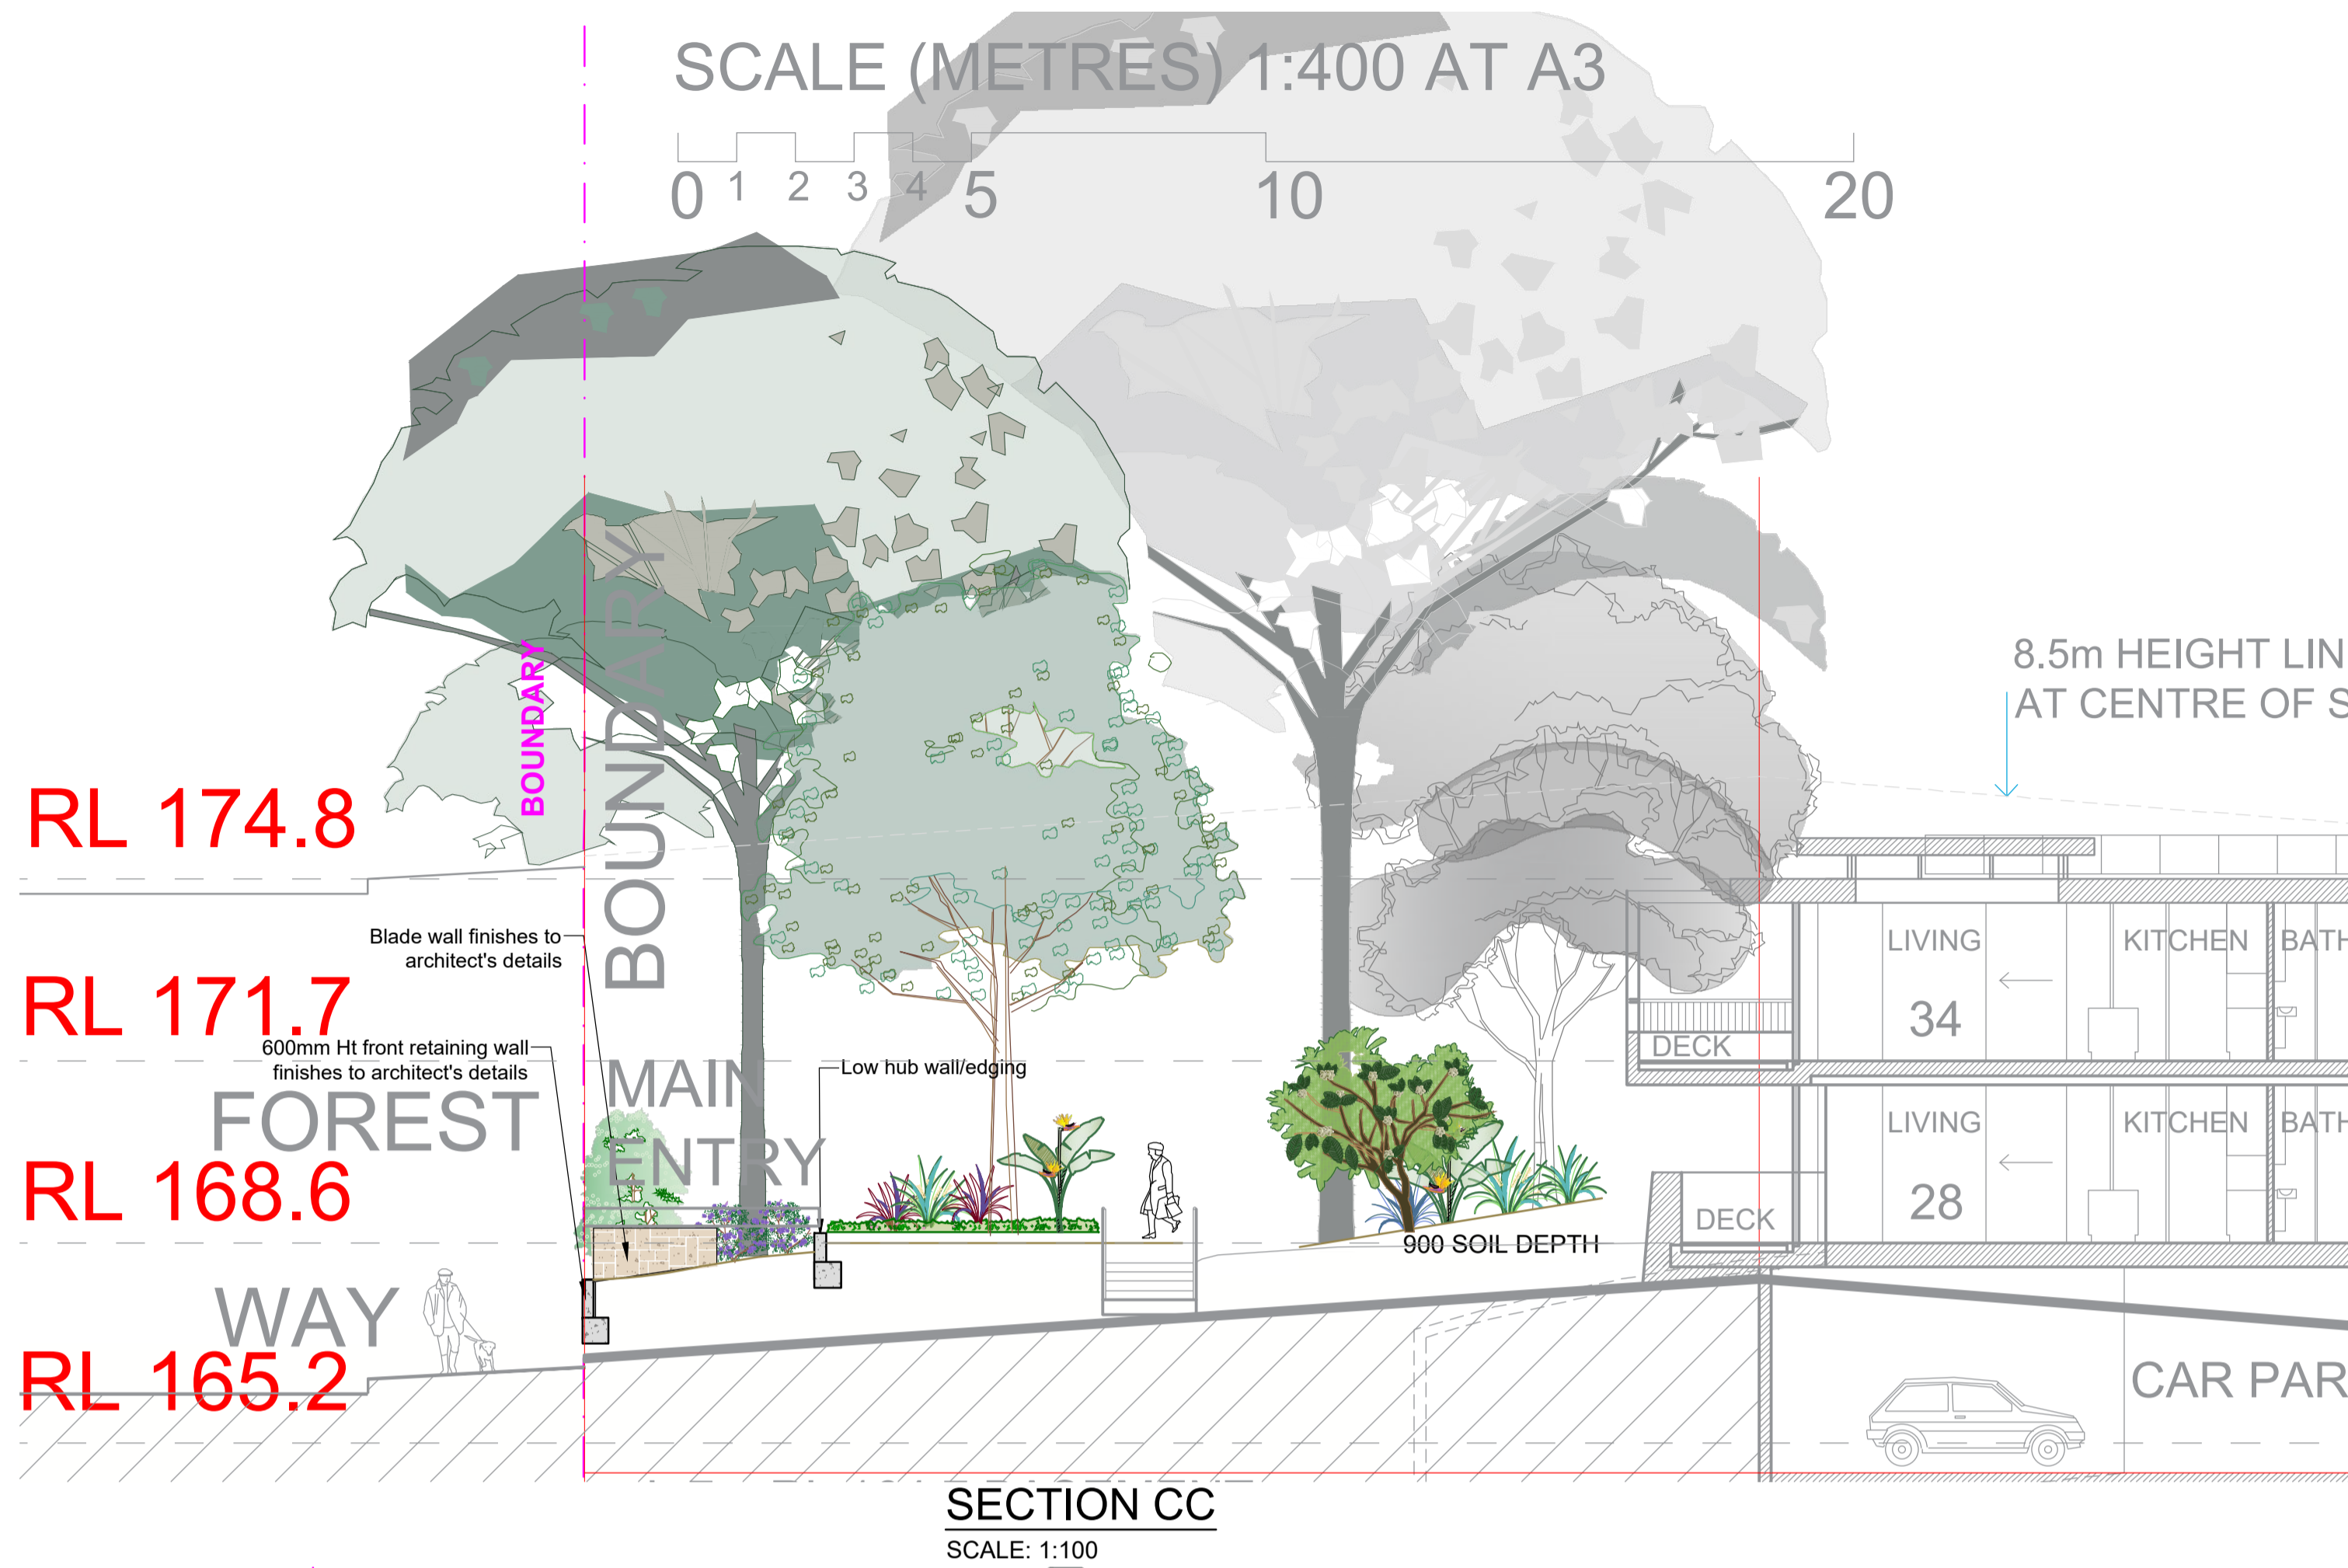 SCALE (METRES) 1:400 AT A3
0 1 2 3 4 5 10 20
8.5m HEIGHT LIN
AT CENTRE OF S
BOUNDARY
BOUNDARY
RL 174.8
Blade wall finishes to
architect's details
RL 171.7
600mm Ht front retaining wall
finishes to architect's details
Low hub wall/edging
MAIN
ENTRY
FOREST
WAY
RL 168.6
RL 165.2
LIVING
KITCHEN
BATH
34
DECK
LIVING
KITCHEN
BATH
28
DECK
900 SOIL DEPTH
CAR PAR
SECTION CC
SCALE: 1:100